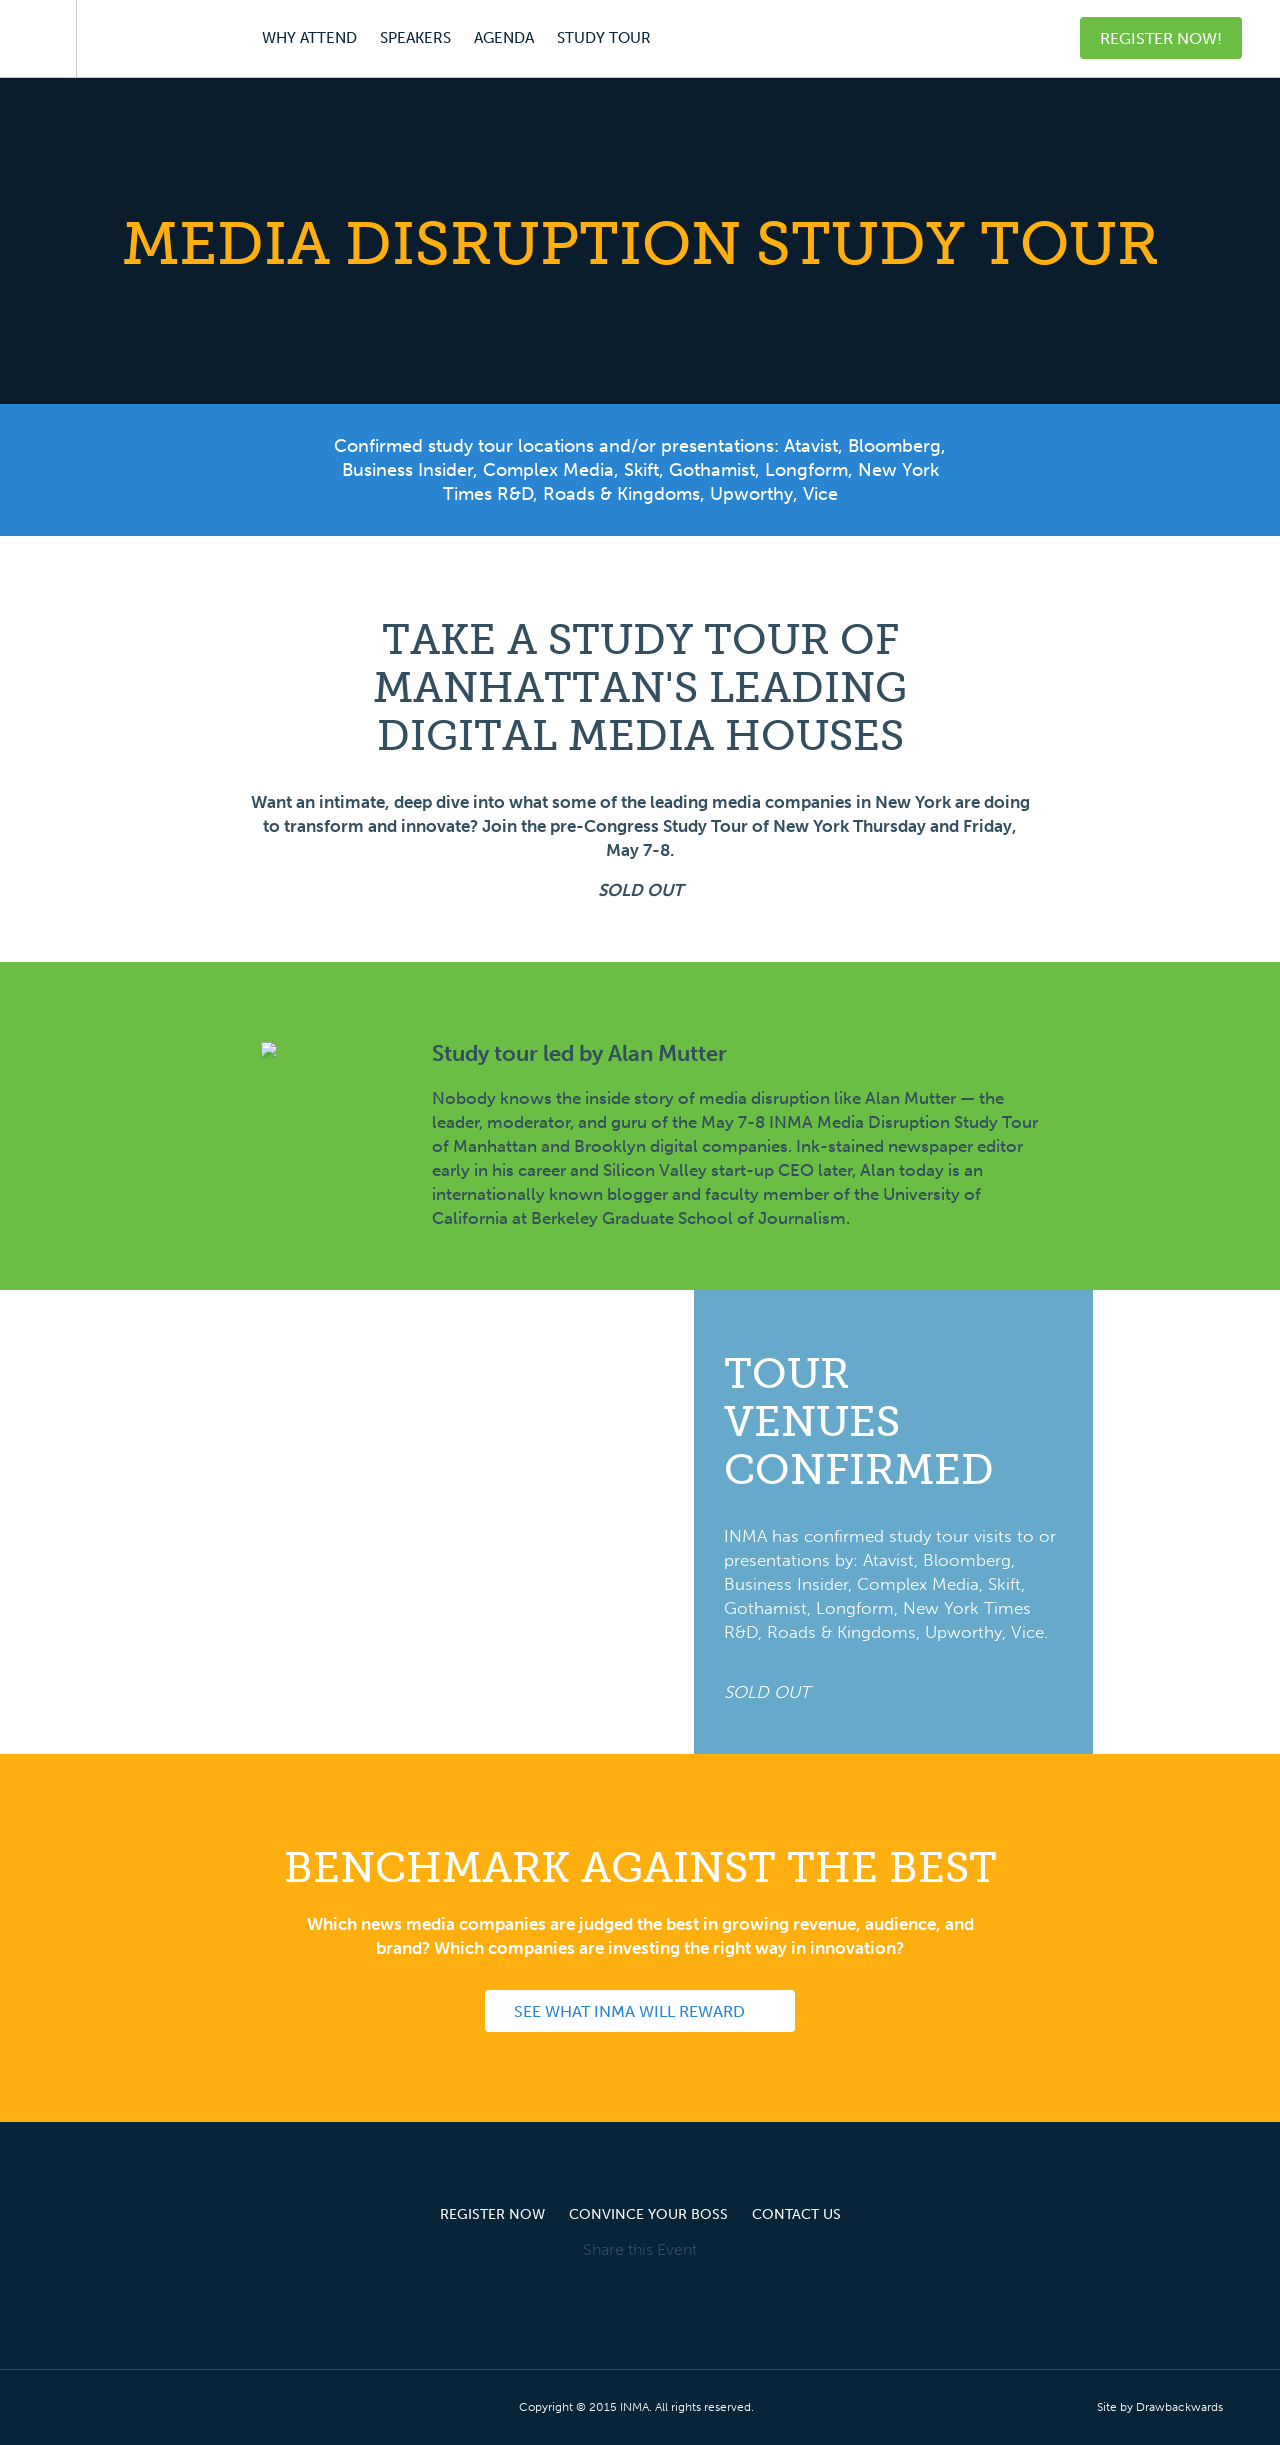 WHY ATTEND SPEAKERS AGENDA STUDY TOUR REGISTER NOW!
MEDIA DISRUPTION STUDY TOUR
Confirmed study tour locations and/or presentations: Atavist, Bloomberg,
Business Insider, Complex Media, Skift, Gothamist, Longform, New York
Times R&D, Roads & Kingdoms, Upworthy, Vice
TAKE A STUDY TOUR OF
MANHATTAN'S LEADING
DIGITAL MEDIA HOUSES
Want an intimate, deep dive into what some of the leading media companies in New York are doing
to transform and innovate? Join the pre-Congress Study Tour of New York Thursday and Friday,
May 7-8.
SOLD OUT
Study tour led by Alan Mutter
Nobody knows the inside story of media disruption like Alan Mutter — the
leader, moderator, and guru of the May 7-8 INMA Media Disruption Study Tour
of Manhattan and Brooklyn digital companies. Ink-stained newspaper editor
early in his career and Silicon Valley start-up CEO later, Alan today is an
internationally known blogger and faculty member of the University of
California at Berkeley Graduate School of Journalism.
TOUR
VENUES
CONFIRMED
INMA has confirmed study tour visits to or
presentations by: Atavist, Bloomberg,
Business Insider, Complex Media, Skift,
Gothamist, Longform, New York Times
R&D, Roads & Kingdoms, Upworthy, Vice.
SOLD OUT
BENCHMARK AGAINST THE BEST
Which news media companies are judged the best in growing revenue, audience, and
brand? Which companies are investing the right way in innovation?
SEE WHAT INMA WILL REWARD
REGISTER NOW CONVINCE YOUR BOSS CONTACT US
Share this Event
Copyright © 2015 INMA. All rights reserved. Site by Drawbackwards